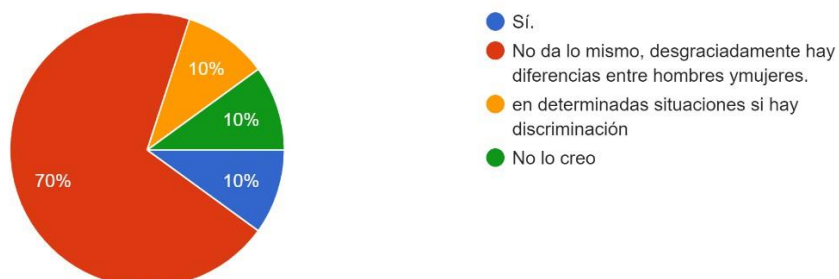 10%
10%
10%
70%
Sí.
No da lo mismo, desgraciadamente hay
diferencias entre hombres ymujeres.
en determinadas situaciones si hay
discriminación
No lo creo